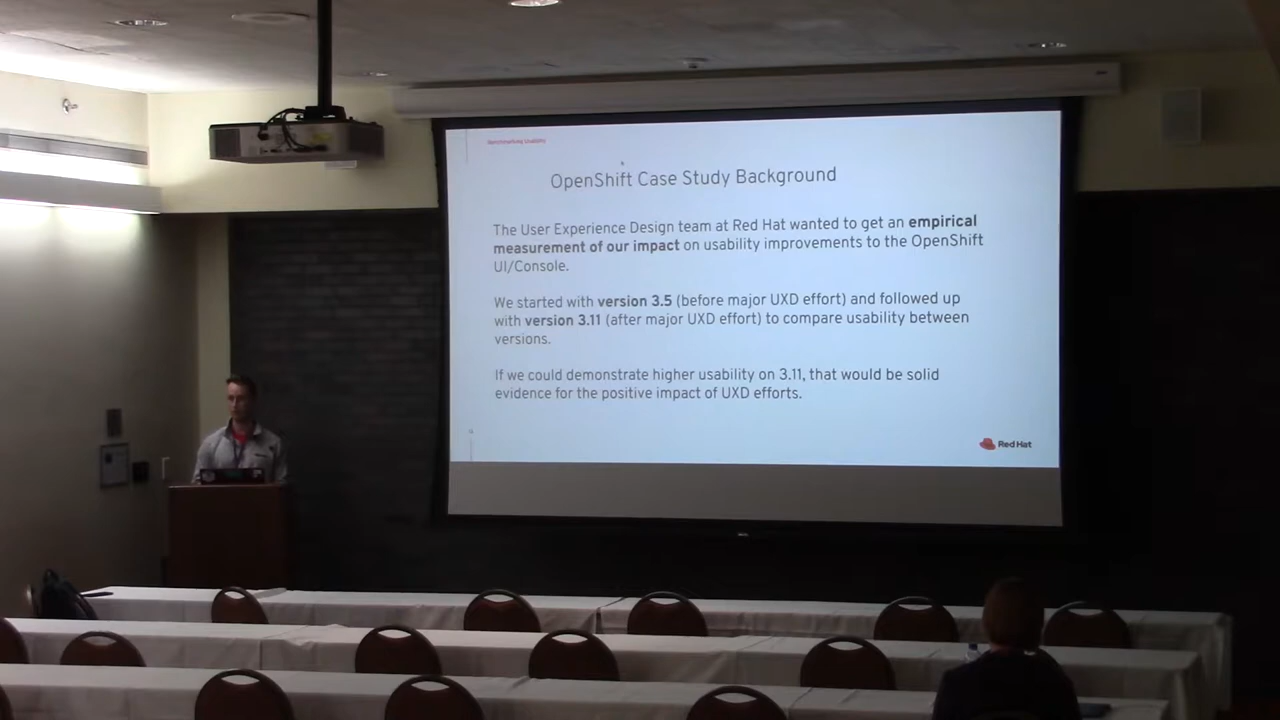 Benchmarking Usability
OpenShift Case Study Background
The User Experience Design team at Red Hat wanted to get an empirical
measurement of our impact on usability improvements to the OpenShift
UI/Console.
We started with version 3.5 (before major UXD effort) and followed up
with version 3.11 (after major UXD effort) to compare usability between
versions.
If we could demonstrate higher usability on 3.11, that would be solid
evidence for the positive impact of UXD efforts.
Red Hat